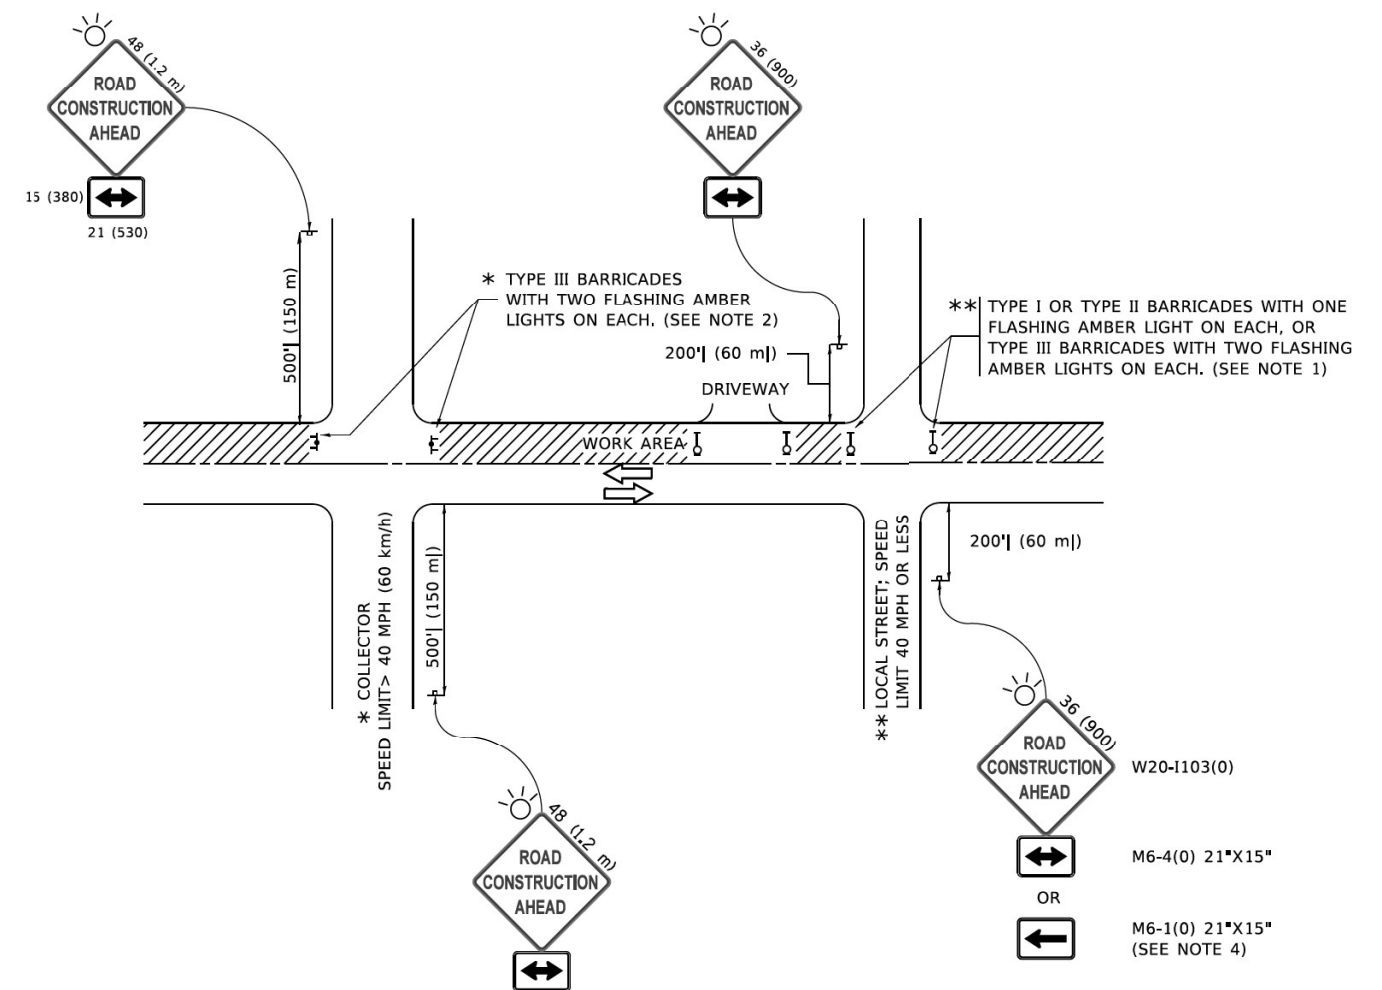 48 (1.2 m)
ROAD
CONSTRUCTION
AHEAD
15 (380)
21 (530)
36 (900)
ROAD
CONSTRUCTION
AHEAD
500'| (150 m)
* TYPE III BARRICADES
WITH TWO FLASHING AMBER
LIGHTS ON EACH. (SEE NOTE 2)
200'| (60 m|)
DRIVEWAY
** TYPE I OR TYPE II BARRICADES WITH ONE
FLASHING AMBER LIGHT ON EACH, OR
TYPE III BARRICADES WITH TWO FLASHING
AMBER LIGHTS ON EACH. (SEE NOTE 1)
WORK AREA
* COLLECTOR
SPEED LIMIT> 40 MPH (60 km/h)
500'| (150 m|)
** LOCAL STREET; SPEED
LIMIT 40 MPH OR LESS
200'| (60 m|)
48 (1.2 m)
ROAD
CONSTRUCTION
AHEAD
36 (900)
ROAD
CONSTRUCTION
AHEAD
W20-I103(0)
M6-4(0) 21"X15"
OR
M6-1(0) 21"X15"
(SEE NOTE 4)